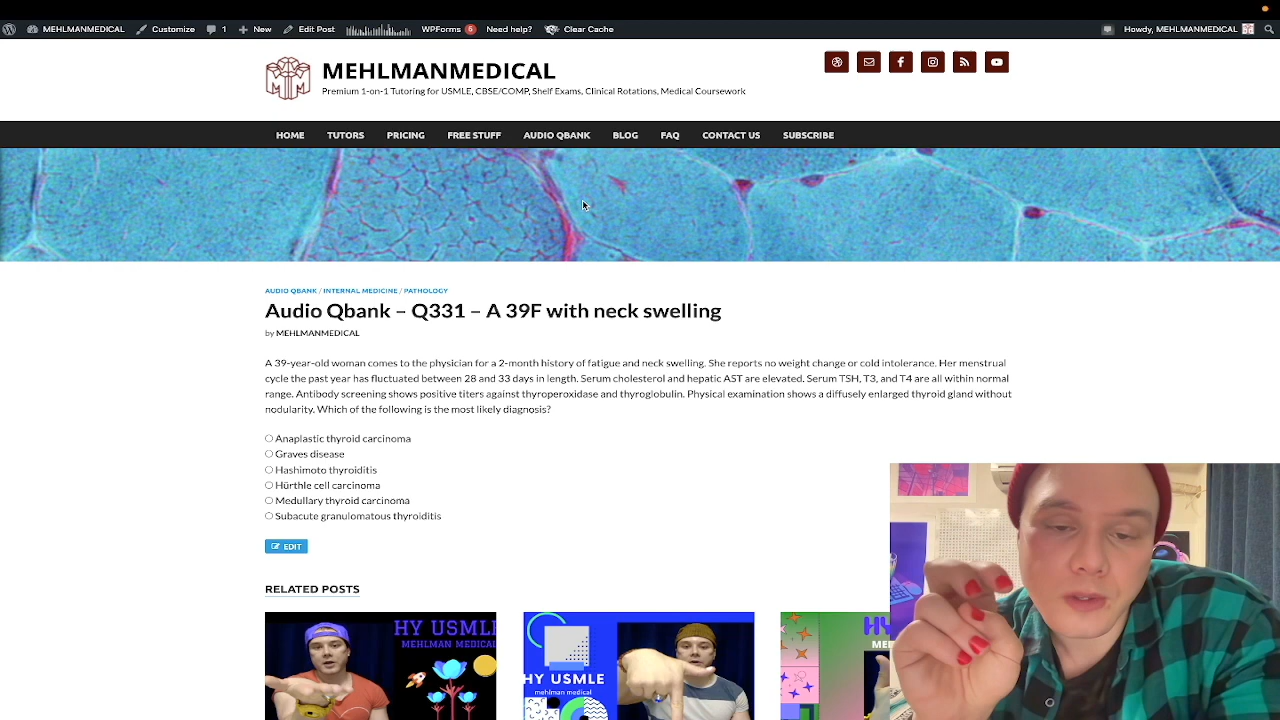 MEHLMANMEDICAL Customize 1 New Edit Post WPForms 5 Need help? Clear Cache Howdy, MEHLMANMEDICAL
MEHLMANMEDICAL
Premium 1-on-1 Tutoring for USMLE, CBSE/COMP, Shelf Exams, Clinical Rotations, Medical Coursework
HOME TUTORS PRICING FREE STUFF AUDIO QBANK BLOG FAQ CONTACT US SUBSCRIBE
AUDIO QBANK / INTERNAL MEDICINE / PATHOLOGY
Audio Qbank – Q331 – A 39F with neck swelling
by MEHLMANMEDICAL
A 39-year-old woman comes to the physician for a 2-month history of fatigue and neck swelling. She reports no weight change or cold intolerance. Her menstrual
cycle the past year has fluctuated between 28 and 33 days in length. Serum cholesterol and hepatic AST are elevated. Serum TSH, T3, and T4 are all within normal
range. Antibody screening shows positive titers against thyroperoxidase and thyroglobulin. Physical examination shows a diffusely enlarged thyroid gland without
nodularity. Which of the following is the most likely diagnosis?
Anaplastic thyroid carcinoma
Graves disease
Hashimoto thyroiditis
Hürthle cell carcinoma
Medullary thyroid carcinoma
Subacute granulomatous thyroiditis
EDIT
RELATED POSTS
HY USMLE
MEHLMAN MEDICAL
HY USMLE
mehlman medical
HY
MEE